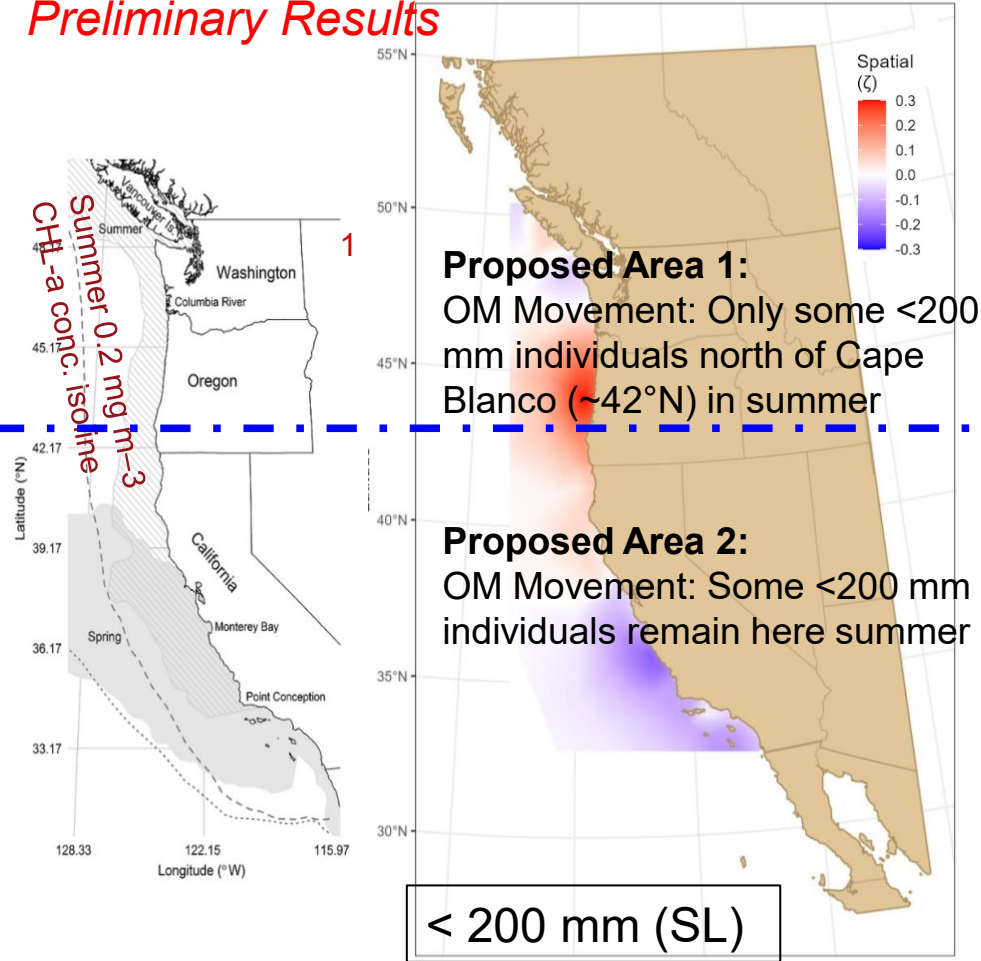 Preliminary Results
Vancouver Is.
Summer
48.17
Washington
Columbia River
45.17
Oregon
42.17
39.17
California
Monterey Bay
Spring
36.17
Point Conception
33.17
128.33
122.15
115.97
Longitude (°W)
Latitude (°N)
Summer 0.2 mg m–3
CHL-a conc. isoline
1
55°N
50°N
45°N
40°N
35°N
30°N
Spatial
(ζ)
0.3
0.2
0.1
0.0
-0.1
-0.2
-0.3
Proposed Area 1:
OM Movement: Only some <200
mm individuals north of Cape
Blanco (~42°N) in summer
Proposed Area 2:
OM Movement: Some <200 mm
individuals remain here summer
< 200 mm (SL)